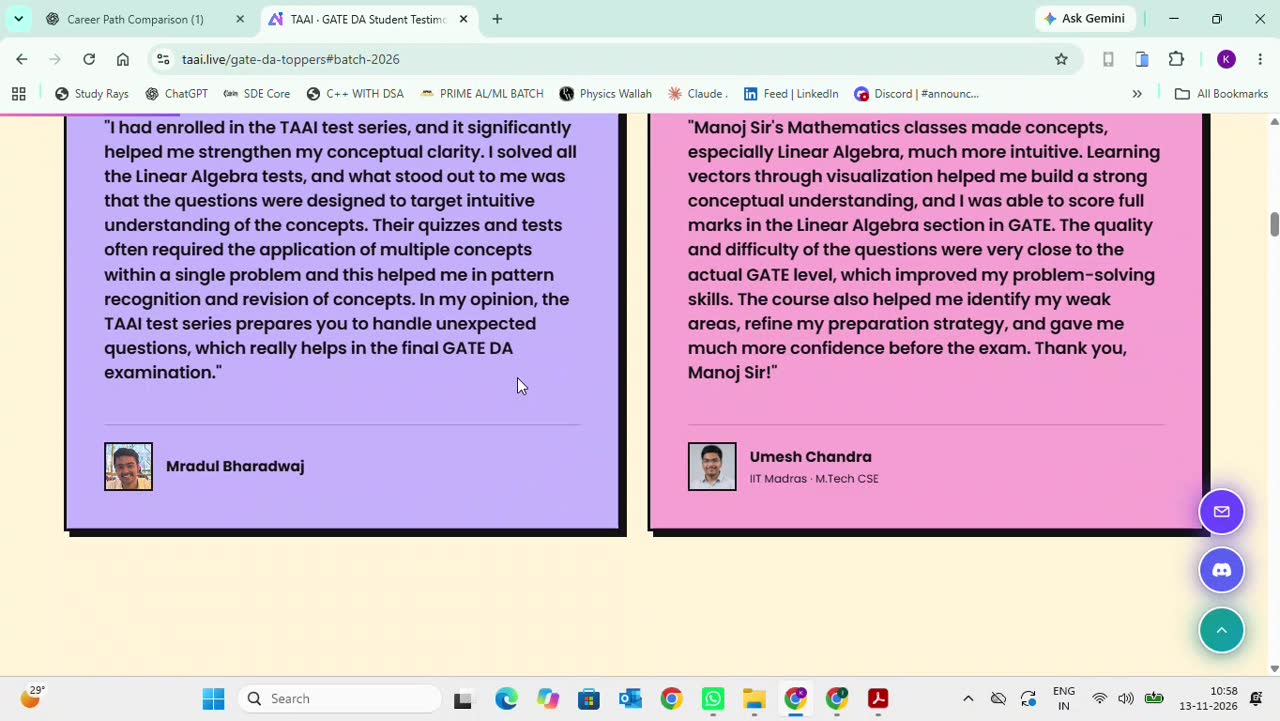 Career Path Comparison (1)
TAAI · GATE DA Student Testimo
Ask Gemini
taai.live/gate-da-toppers#batch-2026
K
Study Rays
ChatGPT
SDE Core
C++ WITH DSA
PRIME AI/ML BATCH
Physics Wallah
Claude .
Feed | LinkedIn
Discord | #announc...
All Bookmarks
"I had enrolled in the TAAI test series, and it significantly
helped me strengthen my conceptual clarity. I solved all
the Linear Algebra tests, and what stood out to me was
that the questions were designed to target intuitive
understanding of the concepts. Their quizzes and tests
often required the application of multiple concepts
within a single problem and this helped me in pattern
recognition and revision of concepts. In my opinion, the
TAAI test series prepares you to handle unexpected
questions, which really helps in the final GATE DA
examination."
Mradul Bharadwaj
"Manoj Sir's Mathematics classes made concepts,
especially Linear Algebra, much more intuitive. Learning
vectors through visualization helped me build a strong
conceptual understanding, and I was able to score full
marks in the Linear Algebra section in GATE. The quality
and difficulty of the questions were very close to the
actual GATE level, which improved my problem-solving
skills. The course also helped me identify my weak
areas, refine my preparation strategy, and gave me
much more confidence before the exam. Thank you,
Manoj Sir!"
Umesh Chandra
IIT Madras · M.Tech CSE
29°
Search
ENG
IN
10:58
13-11-2026